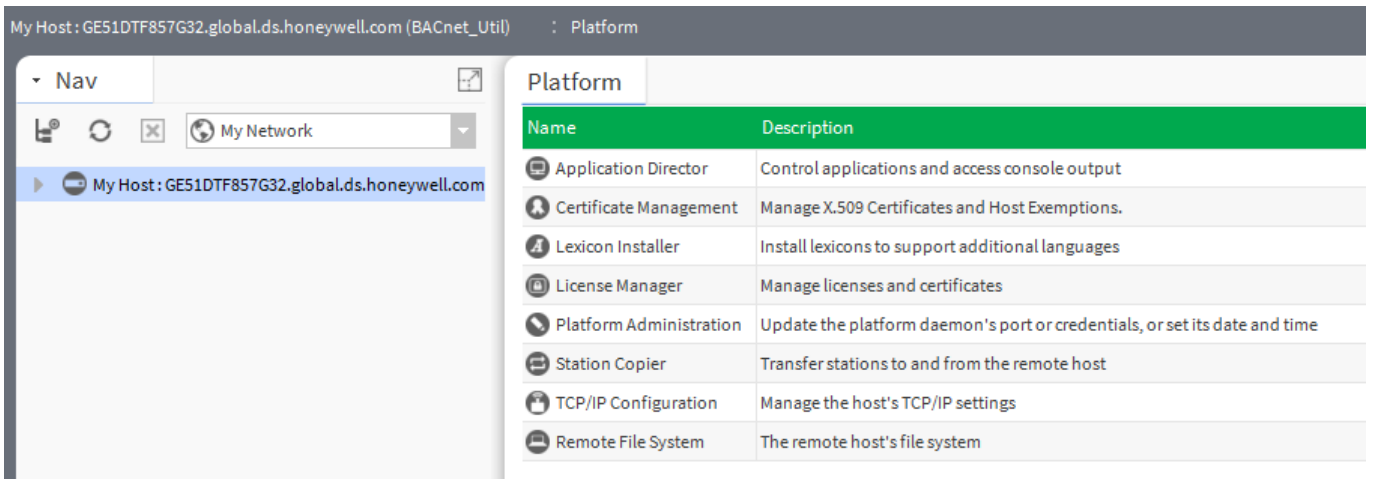 My Host : GE51DTF857G32.global.ds.honeywell.com (BACnet_Util) : Platform
Nav
My Network
My Host : GE51DTF857G32.global.ds.honeywell.com
Platform
Name Description
Application Director Control applications and access console output
Certificate Management Manage X.509 Certificates and Host Exemptions.
Lexicon Installer Install lexicons to support additional languages
License Manager Manage licenses and certificates
Platform Administration Update the platform daemon's port or credentials, or set its date and time
Station Copier Transfer stations to and from the remote host
TCP/IP Configuration Manage the host's TCP/IP settings
Remote File System The remote host's file system